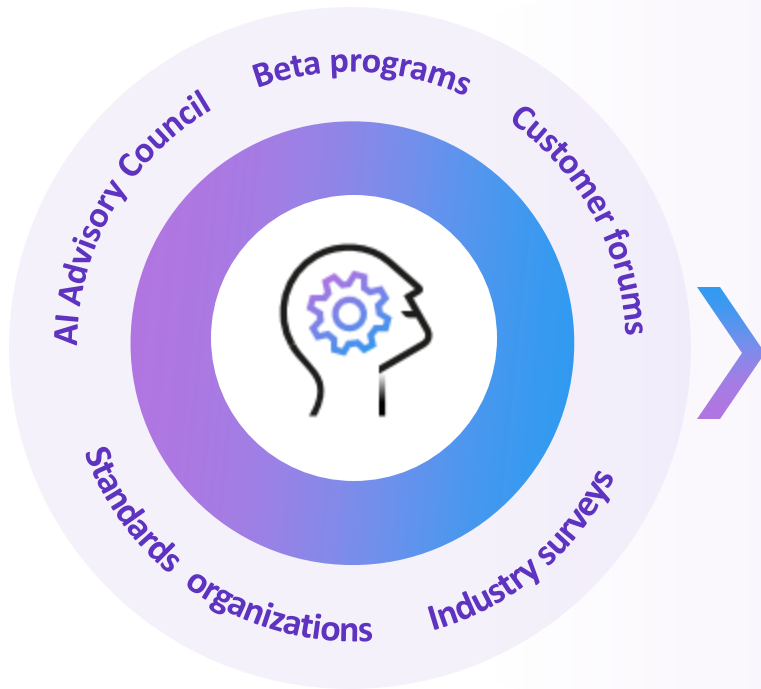 Beta programs
Customer forums
Industry surveys
Standards organizations
AI Advisory Council